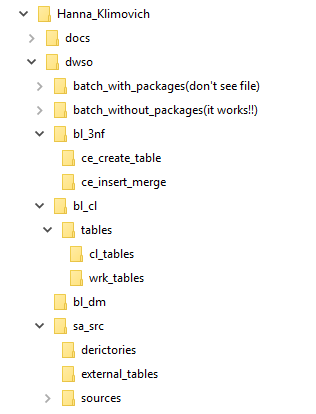 Hanna_Klimovich
docs
dwso
batch_with_packages(don't see file)
batch_without_packages(it works!!)
bl_3nf
ce_create_table
ce_insert_merge
bl_cl
tables
cl_tables
wrk_tables
bl_dm
sa_src
derictories
external_tables
sources